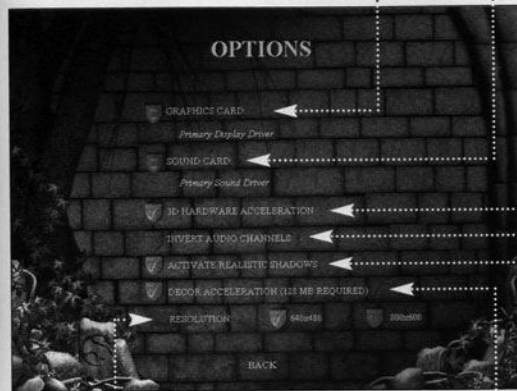 OPTIONS
GRAPHICS CARD
Primary Display Driver
SOUND CARD
Primary Sound Driver
3D HARDWARE ACCELERATION
INVERT AUDIO CHANNELS
ACTIVATE REALISTIC SHADOWS
DECOR ACCELERATION (128 MB REQUIRED)
RESOLUTION 640x480 800x600
BACK